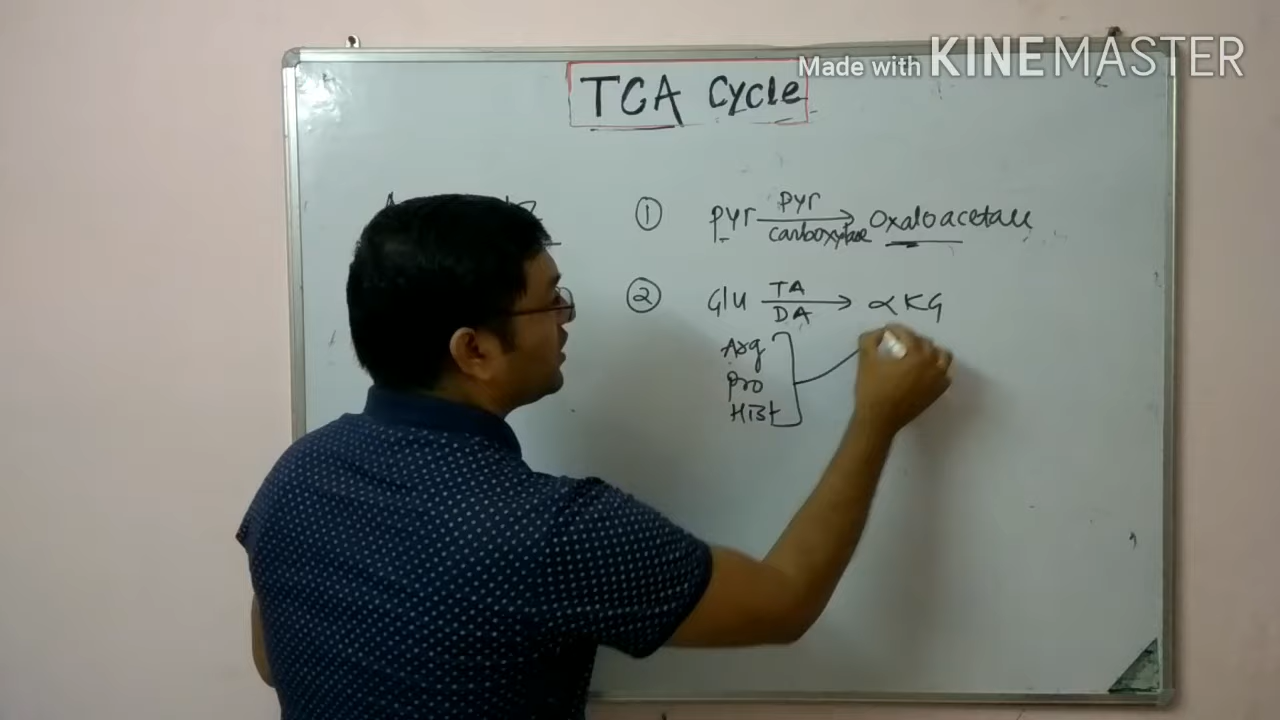 Made with KINEMASTER
TCA Cycle
① Pyr Pyr carboxylase Oxaloacetate
② Glu TA DA αKG
Arg
Pro
Hist